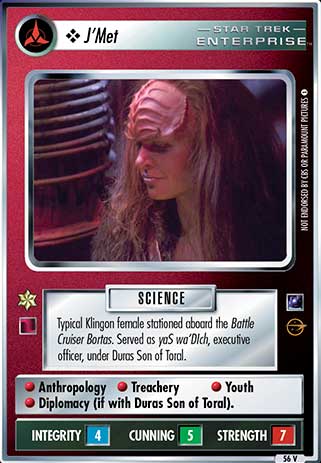 ❖ J'Met
STAR TREK
ENTERPRISE™
NOT ENDORSED BY CBS OR PARAMOUNT PICTURES
SCIENCE
Typical Klingon female stationed aboard the Battle
Cruiser Bortas. Served as yaS wa'DIch, executive
officer, under Duras Son of Toral.
● Anthropology ● Treachery ● Youth
● Diplomacy (if with Duras Son of Toral).
INTEGRITY 4 CUNNING 5 STRENGTH 7
56 V